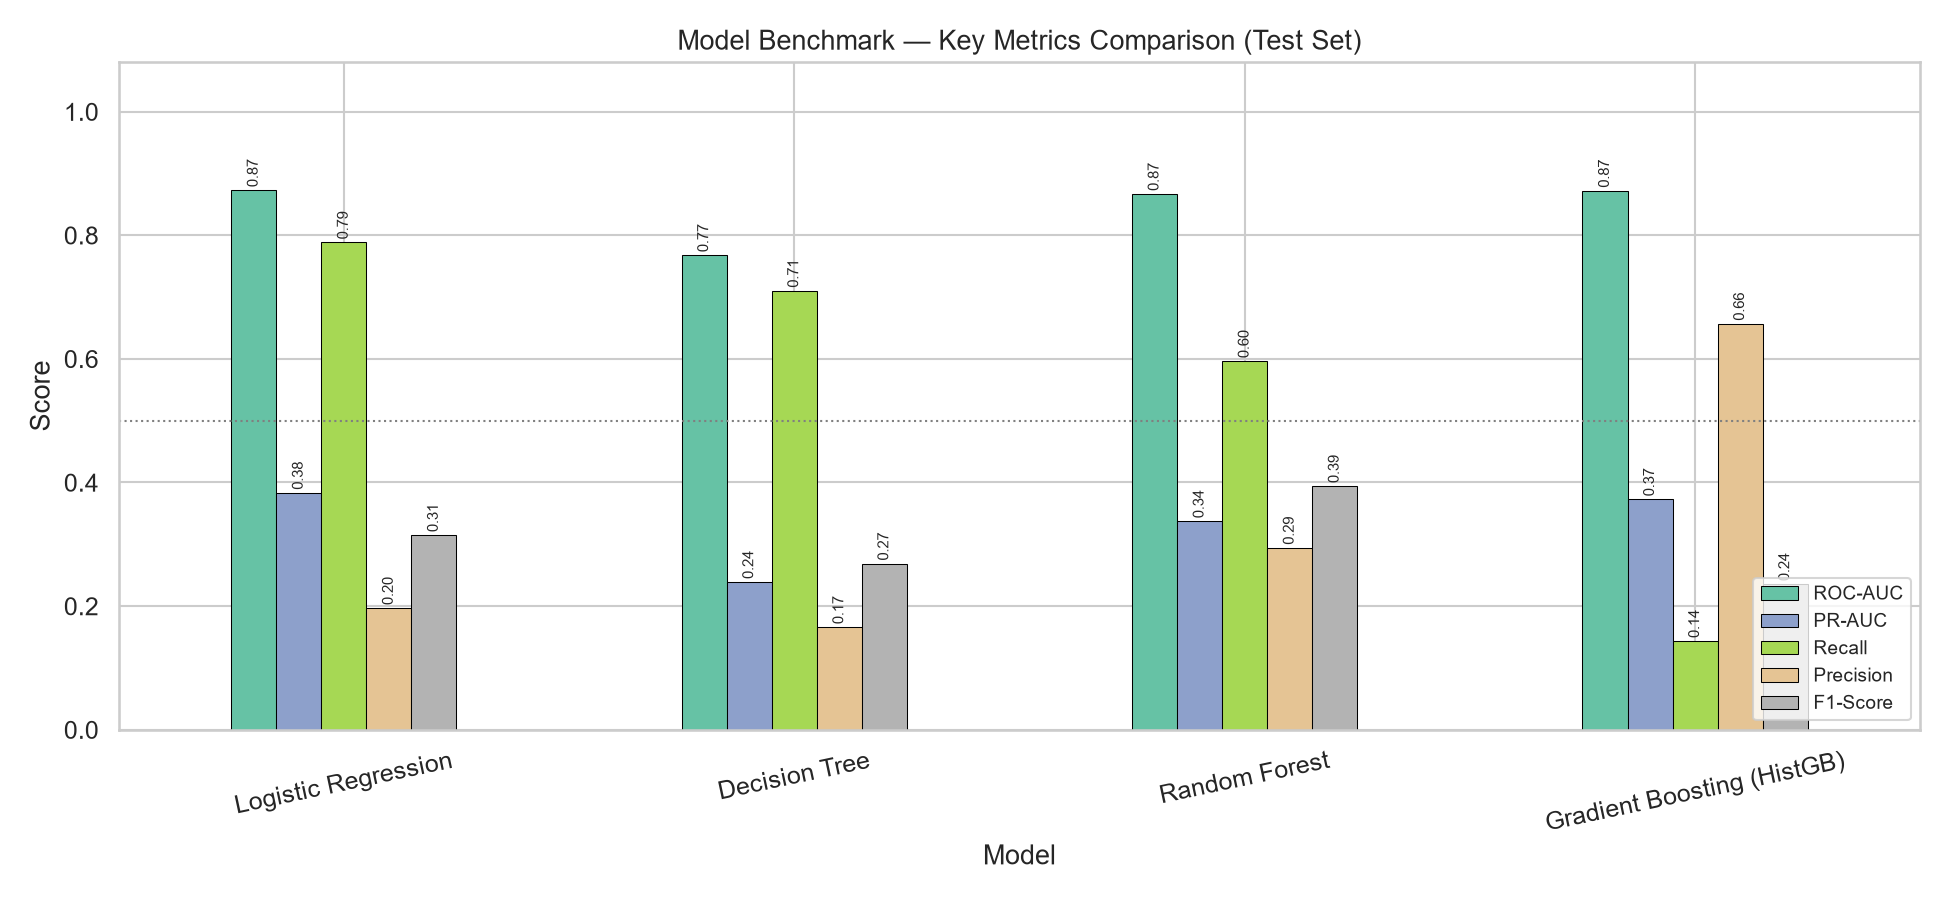 Model Benchmark — Key Metrics Comparison (Test Set)
Score
1.0
0.8
0.6
0.4
0.2
0.0
0.87
0.38
0.79
0.20
0.31
0.77
0.24
0.71
0.17
0.27
0.87
0.34
0.60
0.29
0.39
0.87
0.37
0.14
0.66
0.24
ROC-AUC
PR-AUC
Recall
Precision
F1-Score
Logistic Regression
Decision Tree
Random Forest
Gradient Boosting (HistGB)
Model